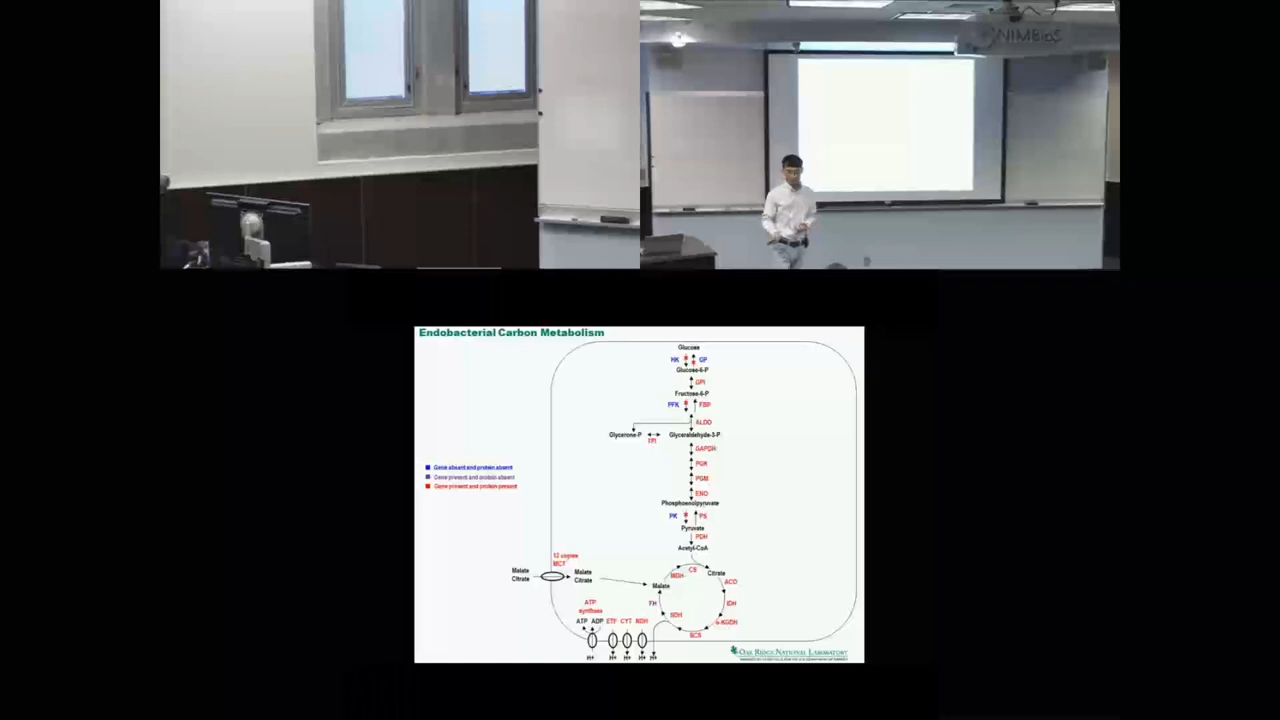 NIMBioS
Endobacterial Carbon Metabolism
Glucose
HK GP
Glucose-6-P
GPI
Fructose-6-P
PFK FBP
ALDO
Glycerone-P Glyceraldehyde-3-P
TPI
GAPDH
PGK
Gene absent and protein absent
Gene present and protein absent
Gene present and protein present
PGM
ENO
Phosphoenolpyruvate
PK PS
Pyruvate
PDH
Acetyl-CoA
12 copies
MCT
Malate
Citrate
Malate
Citrate
Malate
MDH
CS
Citrate
ACO
IDH
α-KGDH
SCS
SDH
FH
ATP
synthase
ATP ADP ETF CYT NDH
H+ H+ H+ H+ H+
OAK RIDGE NATIONAL LABORATORY